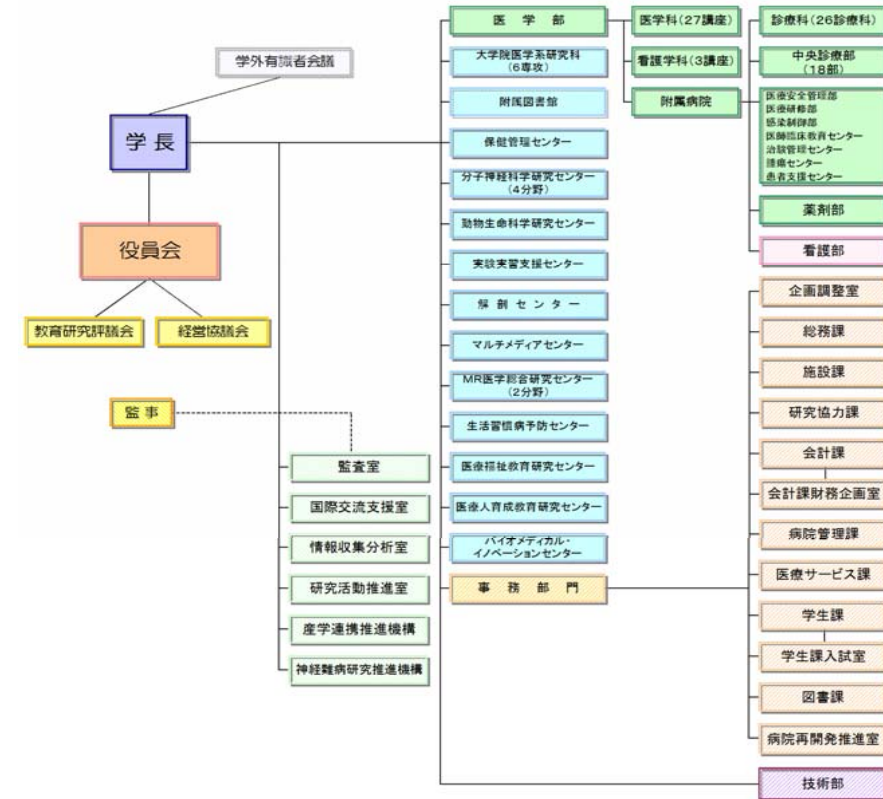 学外有識者会議
学長
役員会
教育研究評議会
経営協議会
監事
監査室
国際交流支援室
情報収集分析室
研究活動推進室
産学連携推進機構
神経難病研究推進機構
医学部
大学院医学系研究科
(6専攻)
附属図書館
保健管理センター
分子神経科学研究センター
(4分野)
動物生命科学研究センター
実験実習支援センター
解剖センター
マルチメディアセンター
MR医学総合研究センター
(2分野)
生活習慣病予防センター
医療福祉教育研究センター
医療人育成教育研究センター
バイオメディカル・
イノベーションセンター
事務部門
医学科(27講座)
看護学科(3講座)
附属病院
診療科(26診療科)
中央診療部
(18部)
医療安全管理部
医療研修部
感染制御部
医師臨床教育センター
治験管理センター
腫瘍センター
患者支援センター
薬剤部
看護部
企画調整室
総務課
施設課
研究協力課
会計課
会計課財務企画室
病院管理課
医療サービス課
学生課
学生課入試室
図書課
病院再開発推進室
技術部